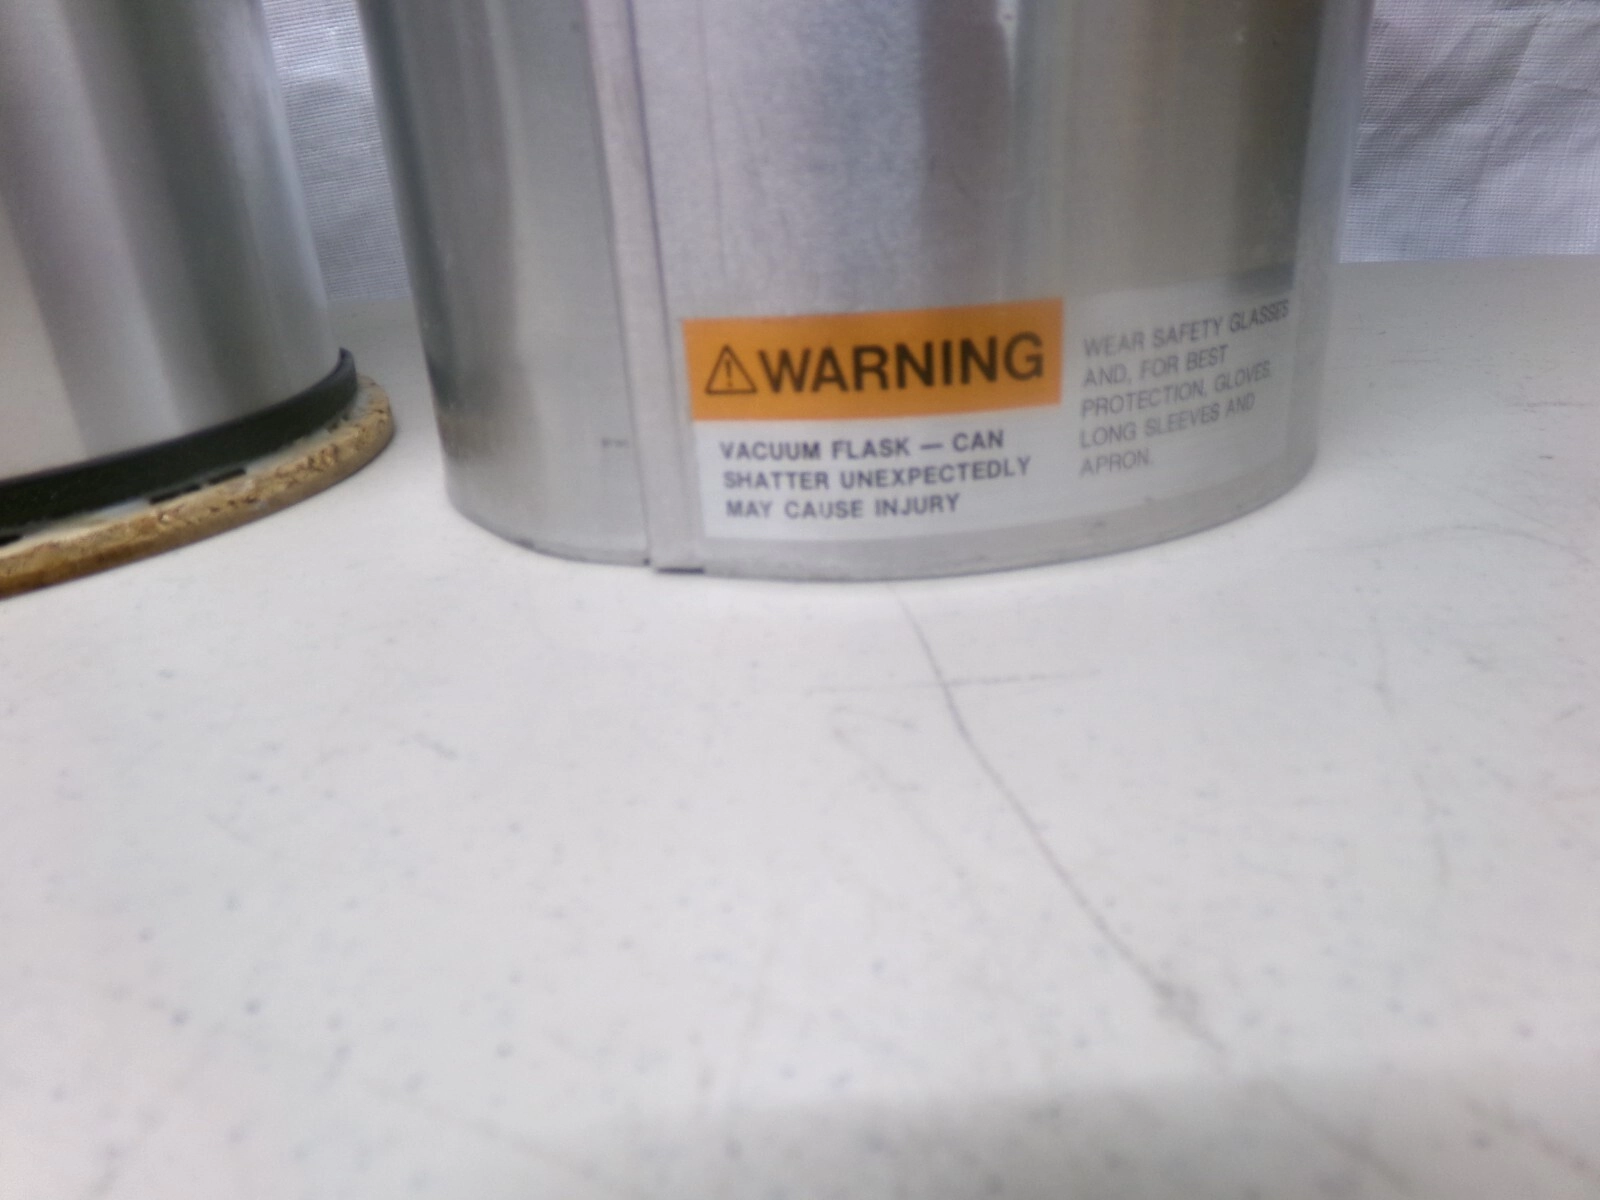 WARNING
VACUUM FLASK — CAN
SHATTER UNEXPECTEDLY
MAY CAUSE INJURY
WEAR SAFETY GLASSES
AND, FOR BEST
PROTECTION, GLOVES,
LONG SLEEVES AND
APRON.